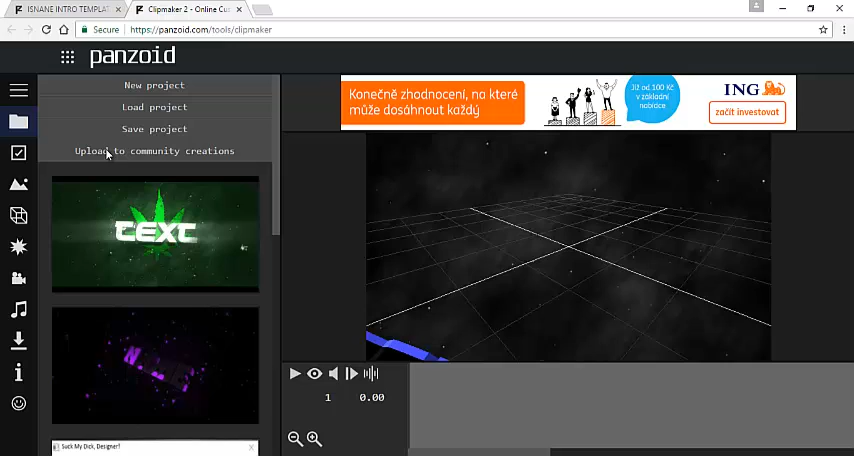 ISNANE INTRO TEMPLAT
Clipmaker 2 - Online Cu
Secure
https://panzoid.com/tools/clipmaker
panzoid
New project
Load project
Save project
Upload to community creations
TEXT
Suck My Dick, Designer!
Konečně zhodnocení, na které
může dosáhnout každý
Již od 100 Kč
v základní
nabídce
ING
začít investovat
1
0.00